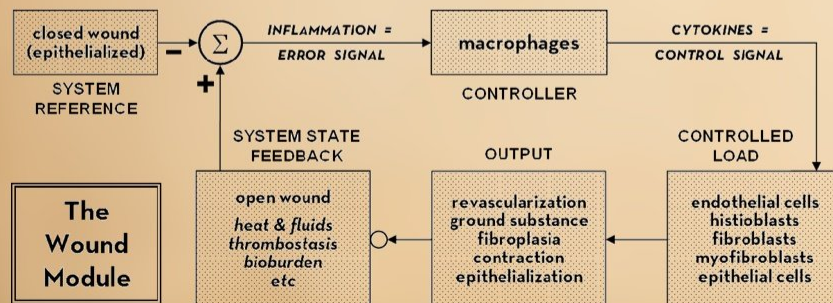 closed wound
(epithelialized)
SYSTEM
REFERENCE
−
+
Σ
INFLAMMATION =
ERROR SIGNAL
macrophages
CONTROLLER
CYTOKINES =
CONTROL SIGNAL
SYSTEM STATE
FEEDBACK
open wound
heat & fluids
thrombostasis
bioburden
etc
OUTPUT
revascularization
ground substance
fibroplasia
contraction
epithelialization
CONTROLLED
LOAD
endothelial cells
histioblasts
fibroblasts
myofibroblasts
epithelial cells
The
Wound
Module